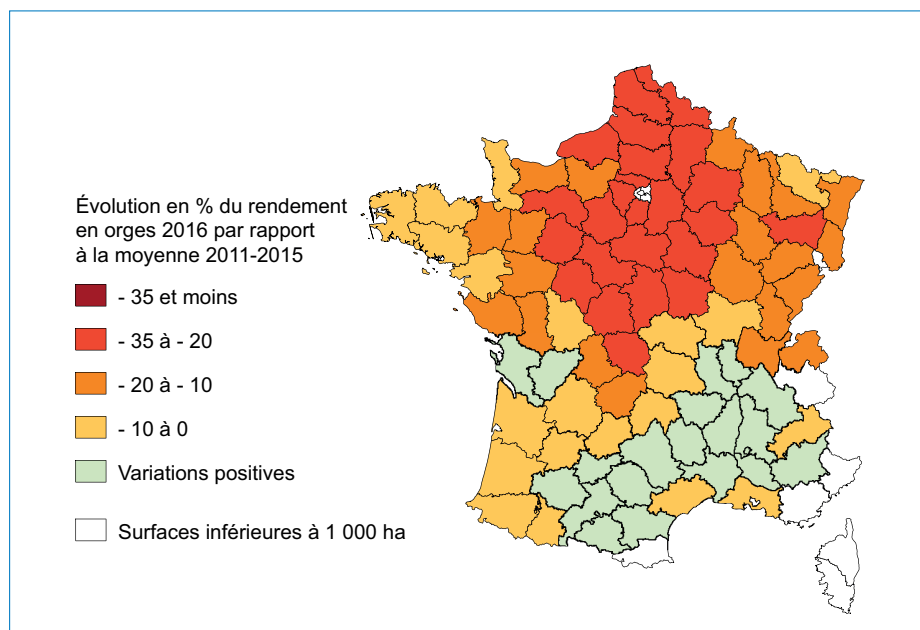 Évolution en % du rendement
en orges 2016 par rapport
à la moyenne 2011-2015
- 35 et moins
- 35 à - 20
- 20 à - 10
- 10 à 0
Variations positives
Surfaces inférieures à 1 000 ha